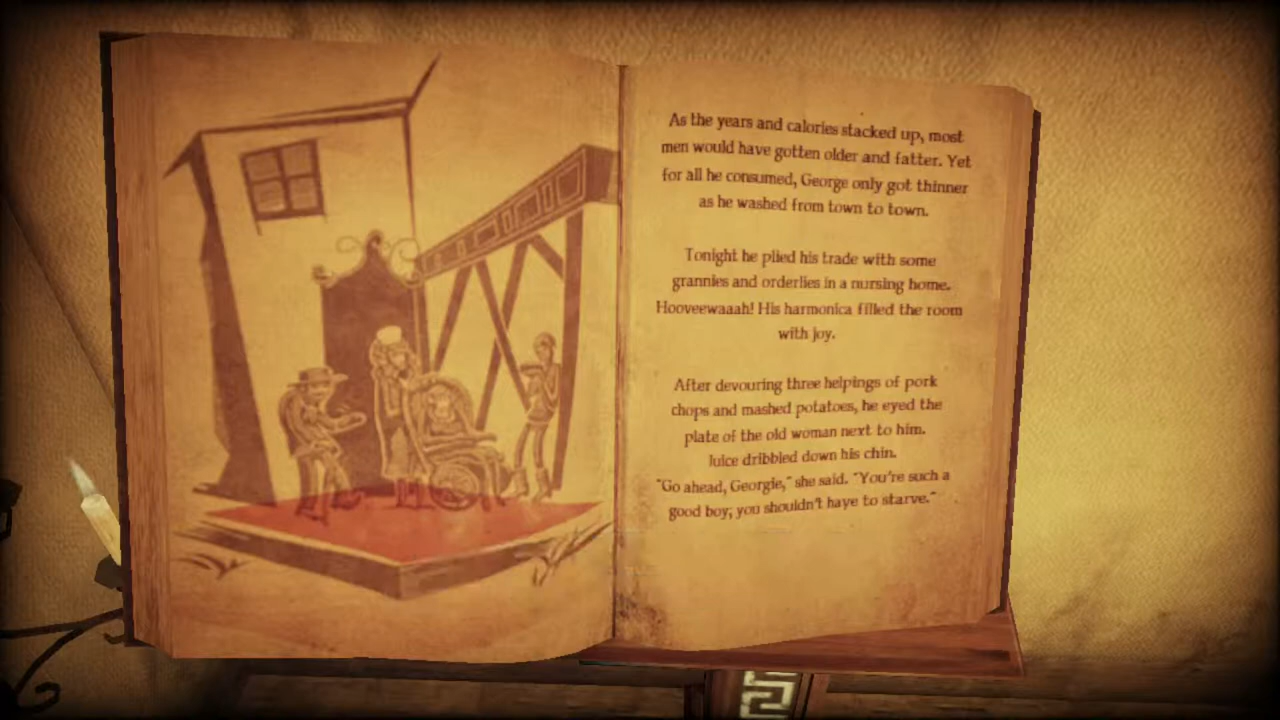 As the years and calories stacked up, most
men would have gotten older and fatter. Yet
for all he consumed, George only got thinner
as he washed from town to town.
Tonight he plied his trade with some
grannies and orderlies in a nursing home.
Hooveewaaah! His harmonica filled the room
with joy.
After devouring three helpings of pork
chops and mashed potatoes, he eyed the
plate of the old woman next to him.
Juice dribbled down his chin.
"Go ahead, Georgie," she said. "You're such a
good boy; you shouldn't have to starve."